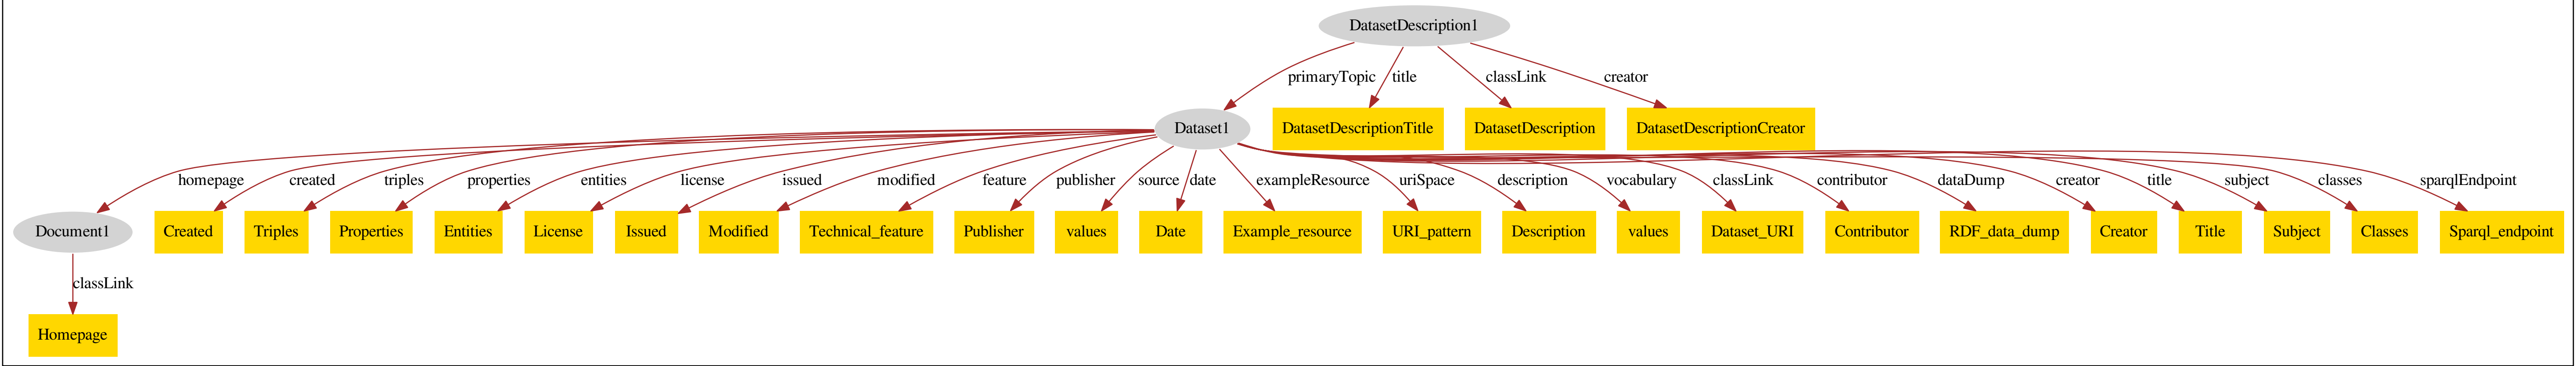 DatasetDescription1
primaryTopic
title
classLink
creator
Dataset1
DatasetDescriptionTitle
DatasetDescription
DatasetDescriptionCreator
homepage
created
triples
properties
entities
license
issued
modified
feature
publisher
source
date
exampleResource
uriSpace
description
vocabulary
classLink
contributor
dataDump
creator
title
subject
classes
sparqlEndpoint
Document1
Created
Triples
Properties
Entities
License
Issued
Modified
Technical_feature
Publisher
values
Date
Example_resource
URI_pattern
Description
values
Dataset_URI
Contributor
RDF_data_dump
Creator
Title
Subject
Classes
Sparql_endpoint
classLink
Homepage